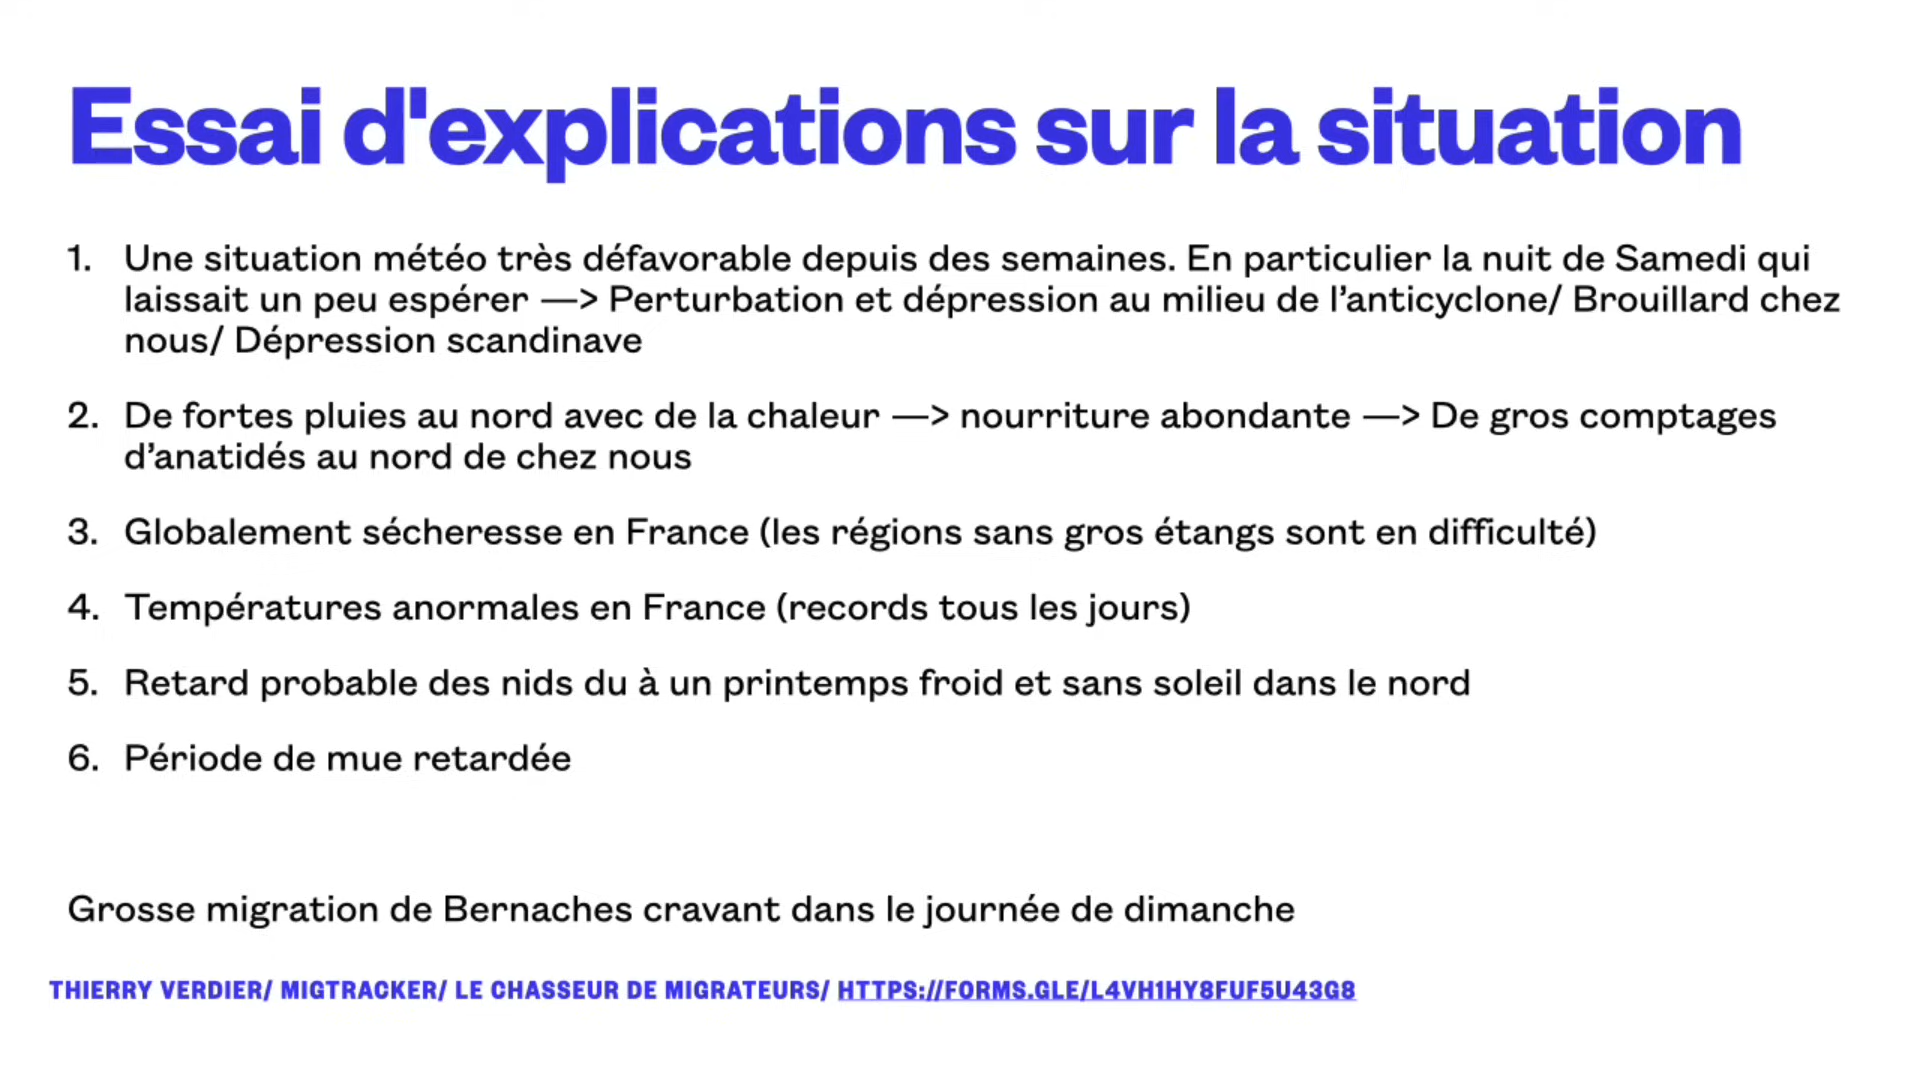 Essai d'explications sur la situation
1. Une situation météo très défavorable depuis des semaines. En particulier la nuit de Samedi qui
laissait un peu espérer —> Perturbation et dépression au milieu de l’anticyclone/ Brouillard chez
nous/ Dépression scandinave
2. De fortes pluies au nord avec de la chaleur —> nourriture abondante —> De gros comptages
d’anatidés au nord de chez nous
3. Globalement sécheresse en France (les régions sans gros étangs sont en difficulté)
4. Températures anormales en France (records tous les jours)
5. Retard probable des nids du à un printemps froid et sans soleil dans le nord
6. Période de mue retardée
Grosse migration de Bernaches cravant dans le journée de dimanche
THIERRY VERDIER/ MIGTRACKER/ LE CHASSEUR DE MIGRATEURS/ HTTPS://FORMS.GLE/L4VH1HY8FUF5U43G8